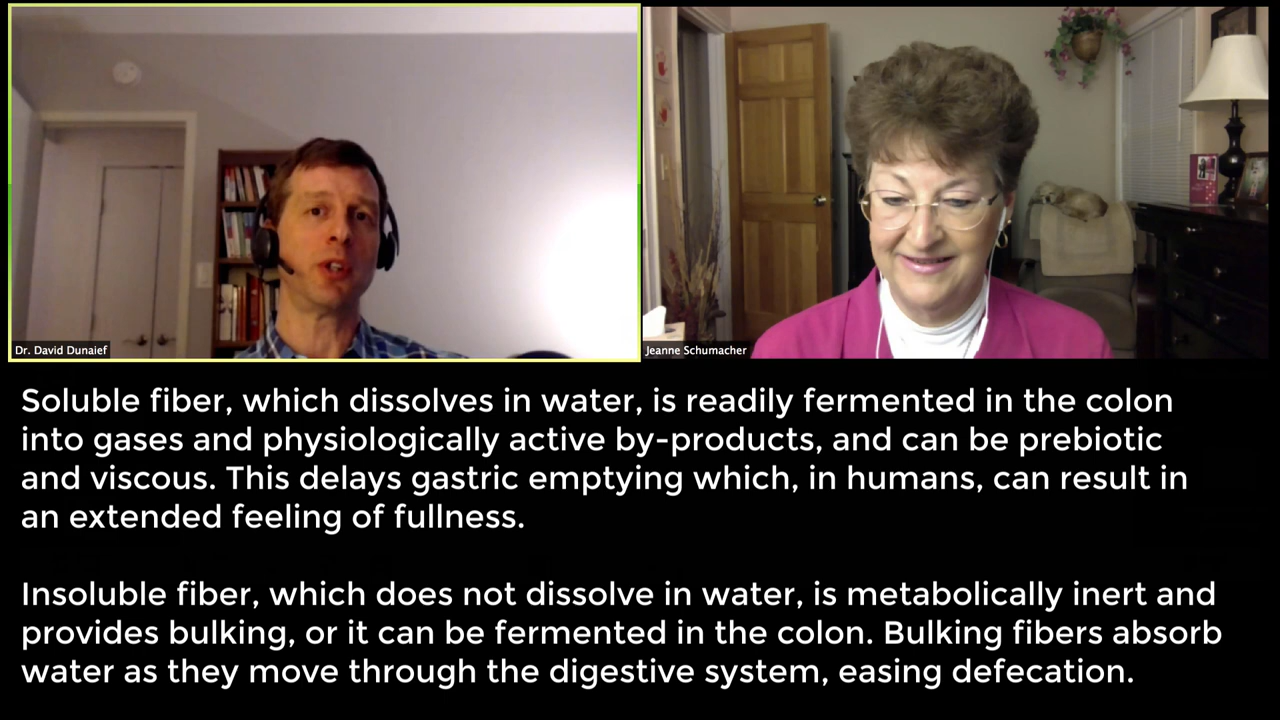 Dr. David Dunaief
Jeanne Schumacher
Soluble fiber, which dissolves in water, is readily fermented in the colon
into gases and physiologically active by-products, and can be prebiotic
and viscous. This delays gastric emptying which, in humans, can result in
an extended feeling of fullness.
Insoluble fiber, which does not dissolve in water, is metabolically inert and
provides bulking, or it can be fermented in the colon. Bulking fibers absorb
water as they move through the digestive system, easing defecation.